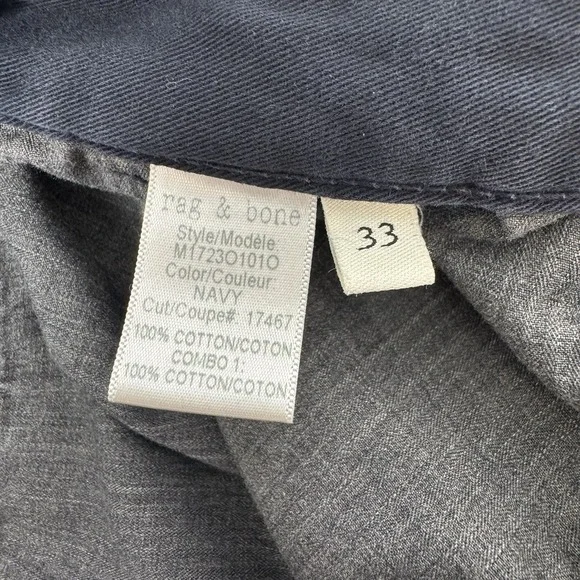 rag & bone
Style/Modèle:
M1723O101O
Color/Couleur:
NAVY
Cut/Coupe# 17467
100% COTTON/COTON
COMBO 1:
100% COTTON/COTON
33